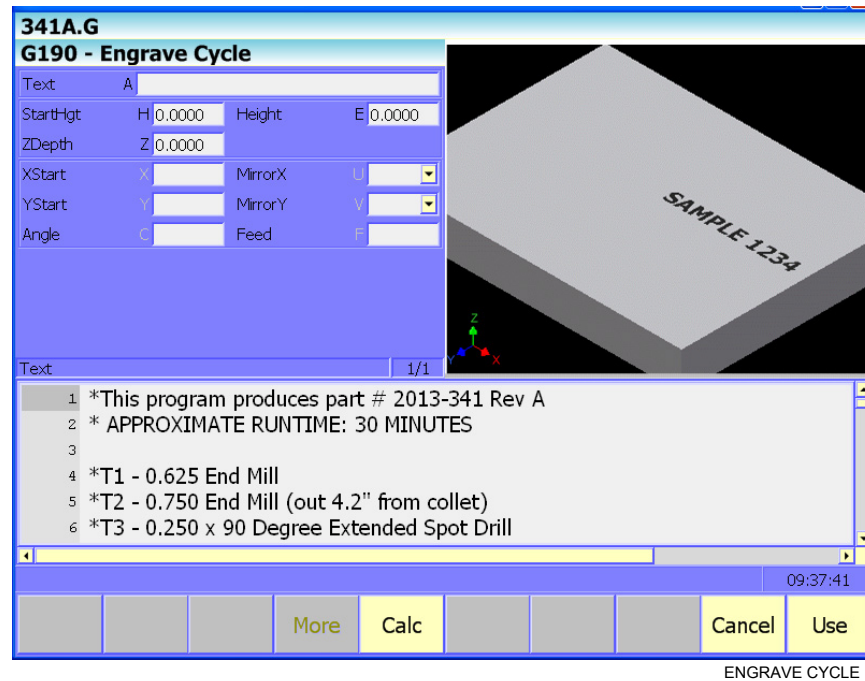 341A.G
G190 - Engrave Cycle
Text A
StartHgt H 0.0000 Height E 0.0000
ZDepth Z 0.0000
XStart X MirrorX U
YStart Y MirrorY V
Angle C Feed F
SAMPLE 1234
Z
Y X
Text 1/1
1 *This program produces part # 2013-341 Rev A
2 * APPROXIMATE RUNTIME: 30 MINUTES
3
4 *T1 - 0.625 End Mill
5 *T2 - 0.750 End Mill (out 4.2" from collet)
6 *T3 - 0.250 x 90 Degree Extended Spot Drill
09:37:41
More Calc Cancel Use
ENGRAVE CYCLE